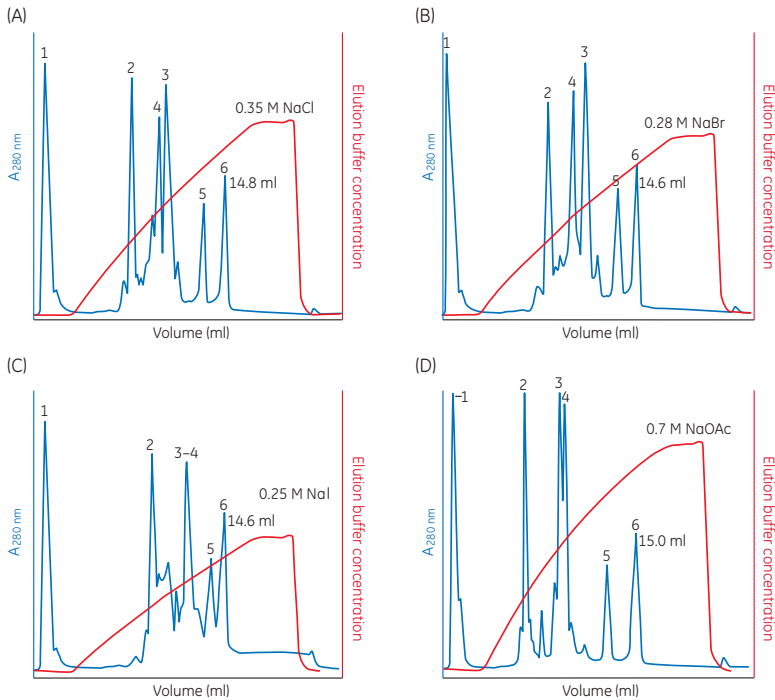 (A)
1
2
3
4
0.35 M NaCl
6
14.8 ml
5
A280 nm
Elution buffer concentration
Volume (ml)
(B)
1
3
4
2
0.28 M NaBr
6
14.6 ml
5
A280 nm
Elution buffer concentration
Volume (ml)
(C)
1
2
3–4
0.25 M NaI
6
14.6 ml
5
A280 nm
Elution buffer concentration
Volume (ml)
(D)
1
2
3
4
0.7 M NaOAc
6
15.0 ml
5
A280 nm
Elution buffer concentration
Volume (ml)